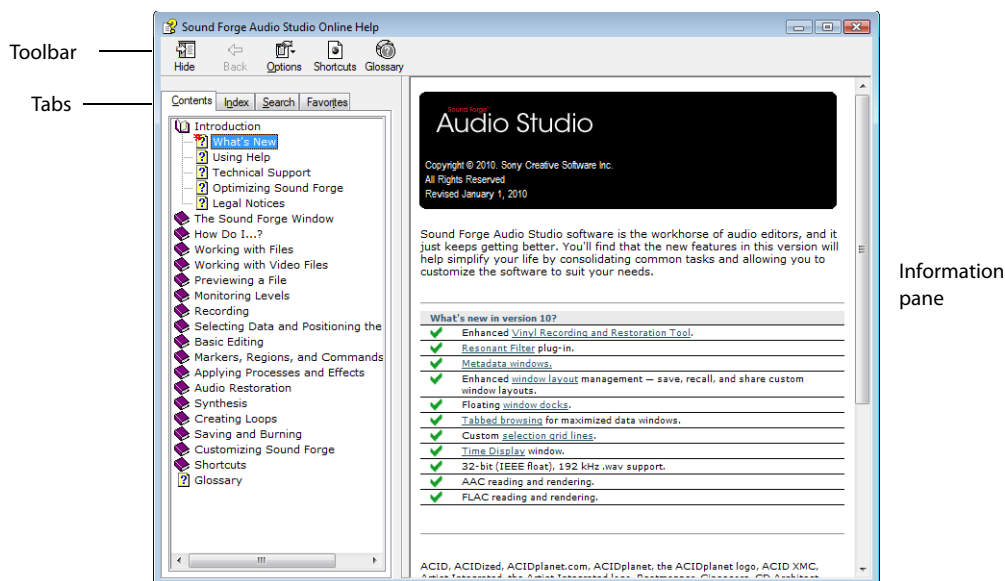 Sound Forge Audio Studio Online Help
Toolbar
Hide Back Options Shortcuts Glossary
Tabs
Contents Index Search Favorites
Introduction
What's New
Using Help
Technical Support
Optimizing Sound Forge
Legal Notices
The Sound Forge Window
How Do I...?
Working with Files
Working with Video Files
Previewing a File
Monitoring Levels
Recording
Selecting Data and Positioning the
Basic Editing
Markers, Regions, and Commands
Applying Processes and Effects
Audio Restoration
Synthesis
Creating Loops
Saving and Burning
Customizing Sound Forge
Shortcuts
Glossary
Sound Forge™
Audio Studio
Copyright © 2010. Sony Creative Software Inc.
All Rights Reserved
Revised January 1, 2010
Sound Forge Audio Studio software is the workhorse of audio editors, and it
just keeps getting better. You'll find that the new features in this version will
help simplify your life by consolidating common tasks and allowing you to
customize the software to suit your needs.
What's new in version 10?
Enhanced Vinyl Recording and Restoration Tool.
Resonant Filter plug-in.
Metadata windows.
Enhanced window layout management — save, recall, and share custom
window layouts.
Floating window docks.
Tabbed browsing for maximized data windows.
Custom selection grid lines.
Time Display window.
32-bit (IEEE float), 192 kHz .wav support.
AAC reading and rendering.
FLAC reading and rendering.
ACID, ACIDized, ACIDplanet.com, ACIDplanet, the ACIDplanet logo, ACID XMC,
Information
pane